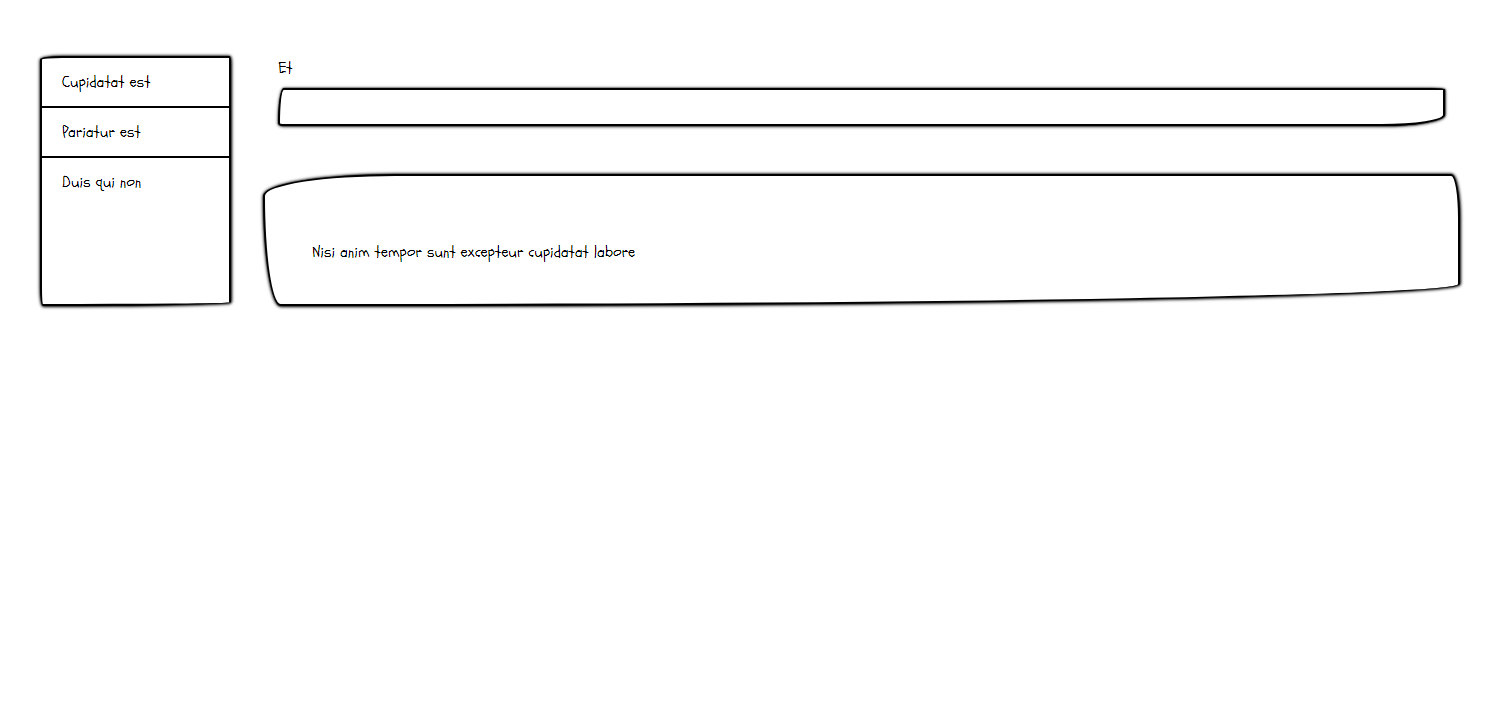 Cupidatat est
Pariatur est
Duis qui non
Et
Nisi anim tempor sunt excepteur cupidatat labore